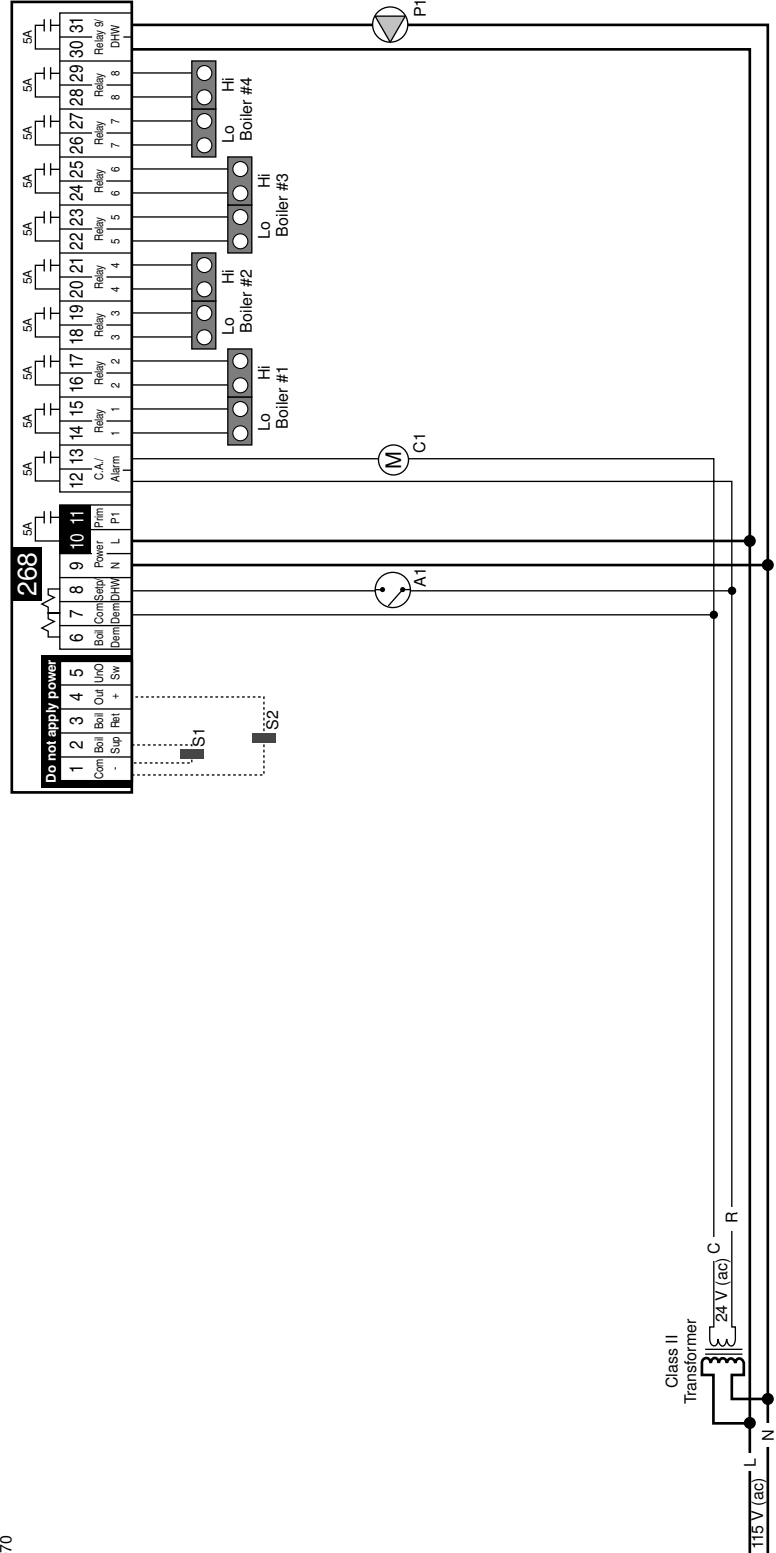 268
5A 5A 5A 5A 5A 5A 5A 5A 5A 5A 5A
Do not apply power
1 2 3 4 5 6 7 8 9 10 11 12 13 14 15 16 17 18 19 20 21 22 23 24 25 26 27 28 29 30 31
Com Boil Boil Out UnO Boil Com Setp/ Power Prim C.A./ Relay Relay Relay Relay Relay Relay Relay Relay Relay 9/
- Sup Ret + Sw Dem Dem DHW N L P1 Alarm 1 1 2 2 3 3 4 4 5 5 6 6 7 7 8 8 DHW
S1
S2
Lo Hi
Boiler #1
Lo Hi
Boiler #2
Lo Hi
Boiler #3
Lo Hi
Boiler #4
A1
M
C1
P1
Class II
Transformer
C
24 V (ac)
R
L
115 V (ac)
N
70